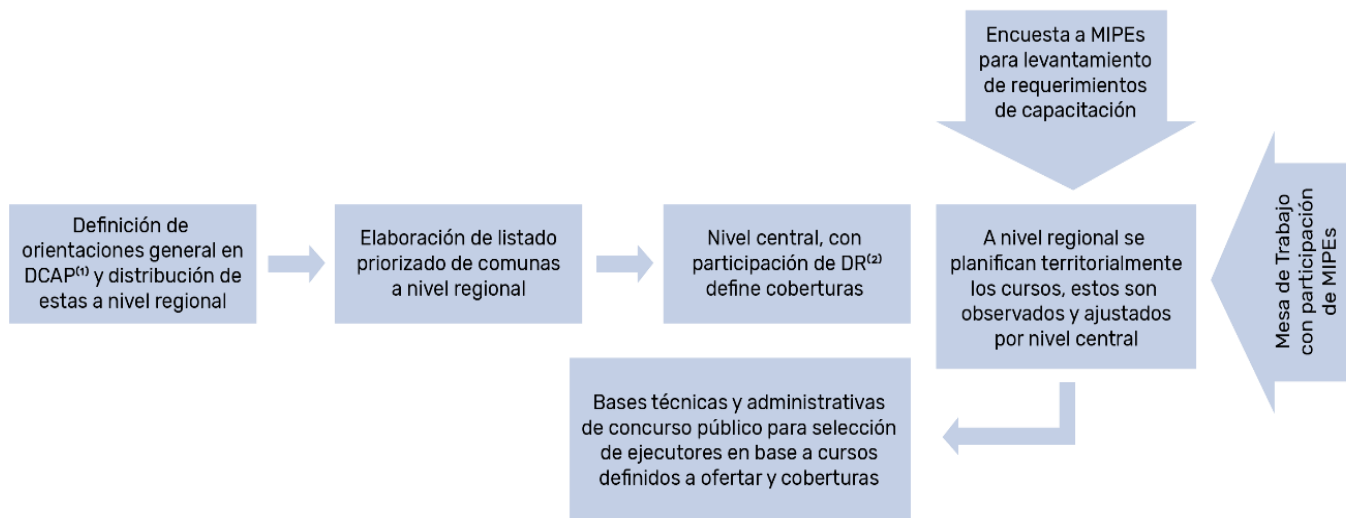 Encuesta a MIPEs
para levantamiento
de requerimientos
de capacitación
Definición de
orientaciones general en
DCAP⁽¹⁾ y distribución de
estas a nivel regional
Elaboración de listado
priorizado de comunas
a nivel regional
Nivel central, con
participación de DR⁽²⁾
define coberturas
A nivel regional se
planifican territorialmente
los cursos, estos son
observados y ajustados
por nivel central
Mesa de Trabajo
con participación
de MIPEs
Bases técnicas y administrativas
de concurso público para selección
de ejecutores en base a cursos
definidos a ofertar y coberturas